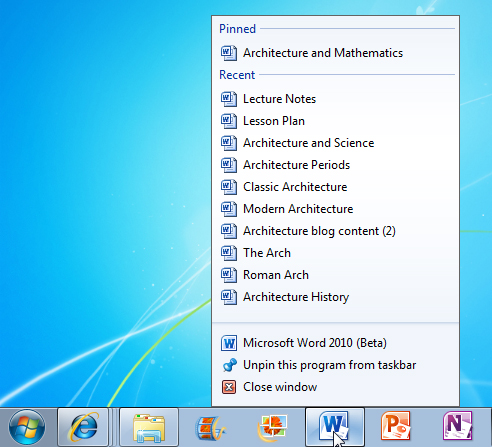 Pinned
Architecture and Mathematics
Recent
Lecture Notes
Lesson Plan
Architecture and Science
Architecture Periods
Classic Architecture
Modern Architecture
Architecture blog content (2)
The Arch
Roman Arch
Architecture History
Microsoft Word 2010 (Beta)
Unpin this program from taskbar
Close window